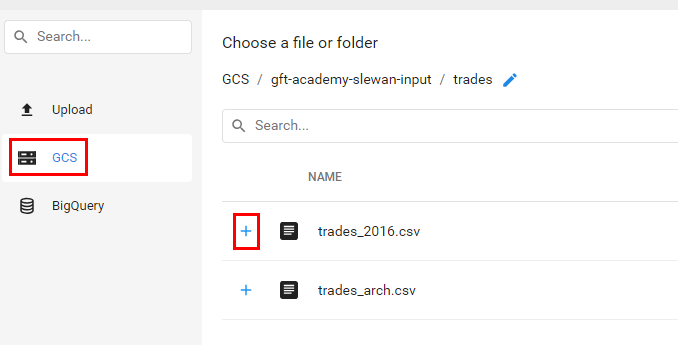 Search...
Upload
GCS
BigQuery
Choose a file or folder
GCS / gft-academy-slewan-input / trades
Search...
NAME
trades_2016.csv
trades_arch.csv